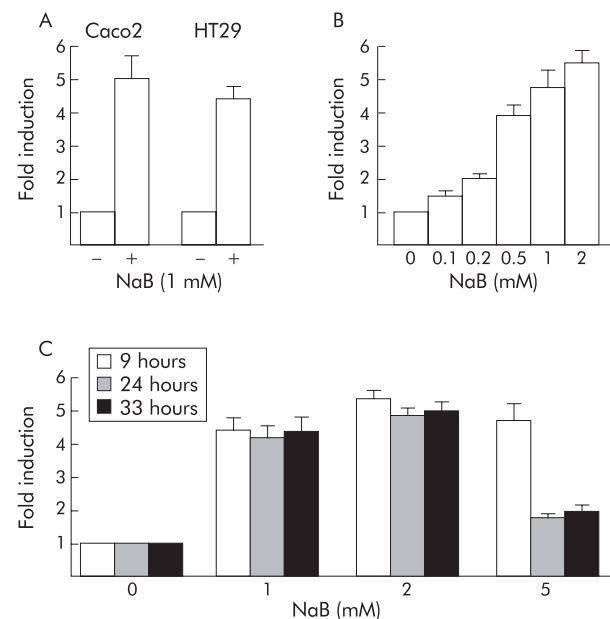 A
Caco2 HT29
6
5
4
3
2
1
Fold induction
– + – +
NaB (1 mM)
B
6
5
4
3
2
1
Fold induction
0 0.1 0.2 0.5 1 2
NaB (mM)
C
9 hours
24 hours
33 hours
6
5
4
3
2
1
Fold induction
0 1 2 5
NaB (mM)